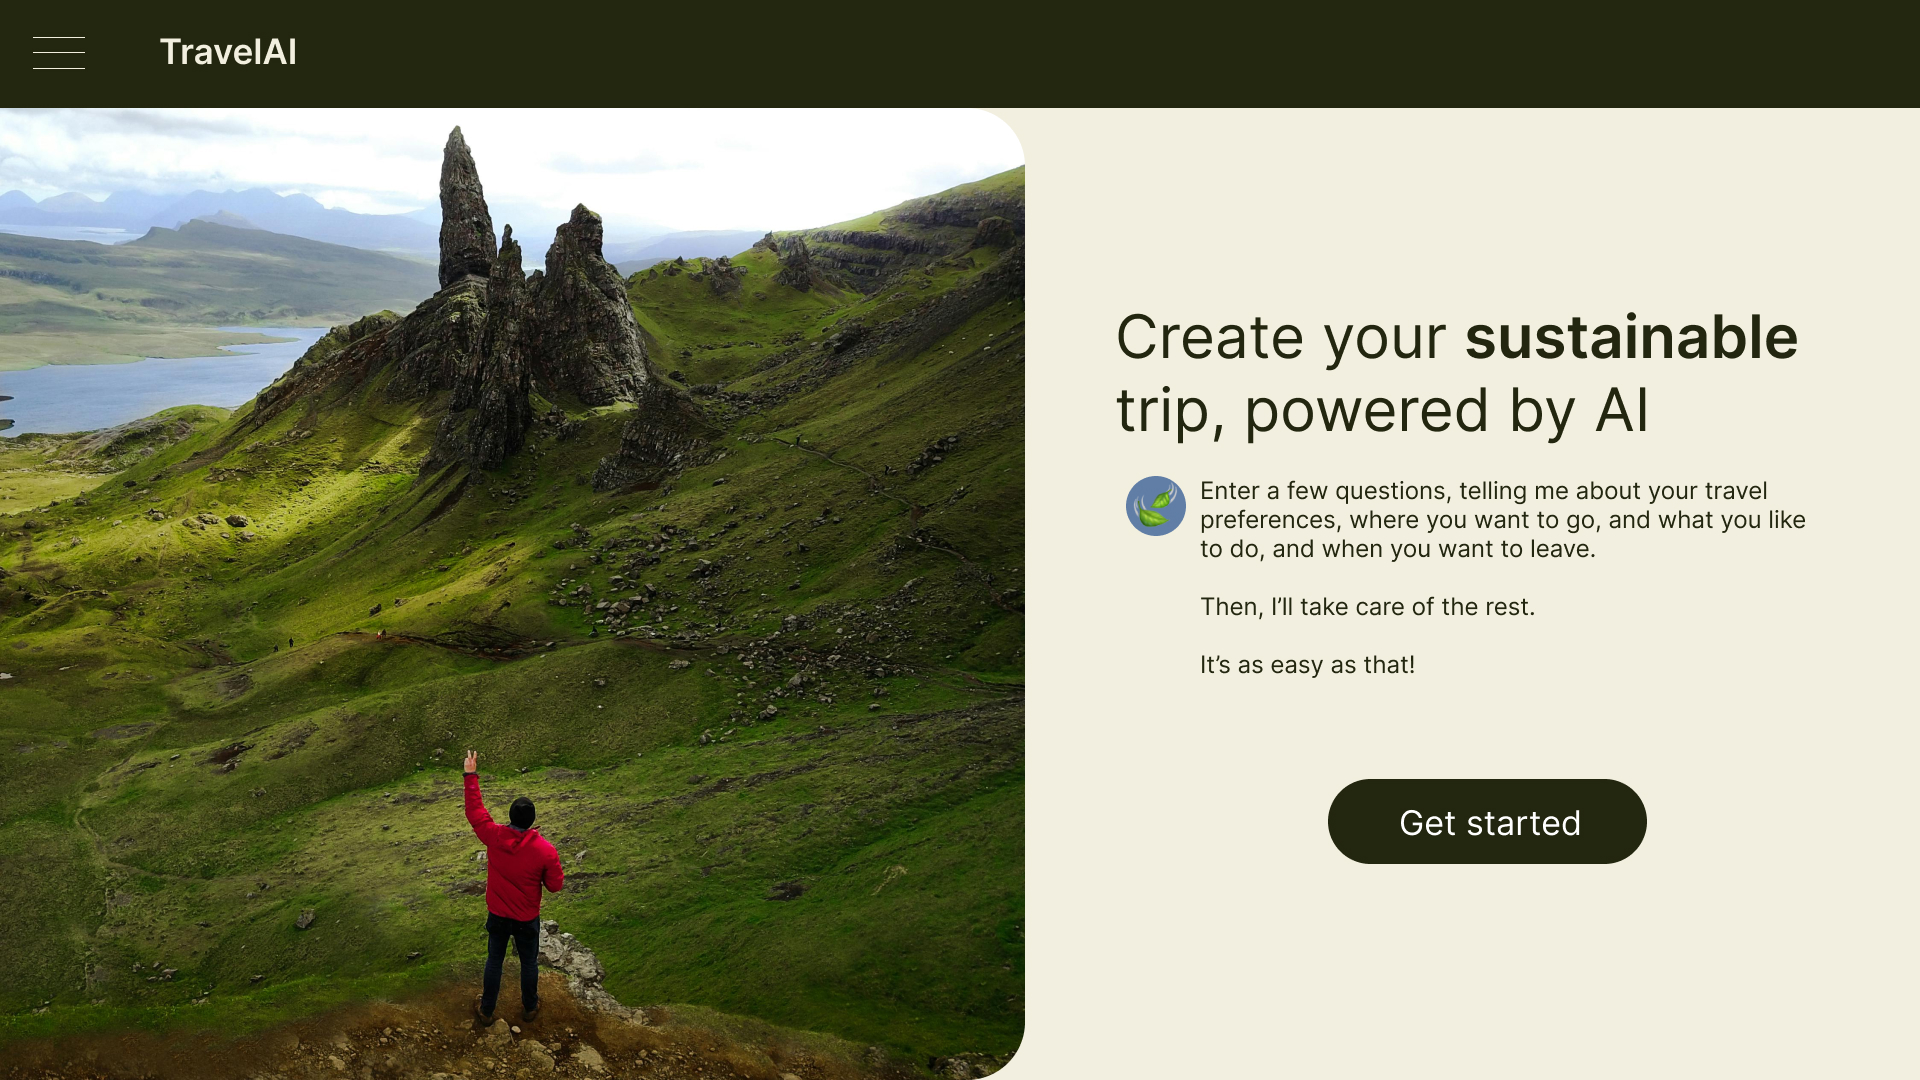 TravelAI
Create your sustainable
trip, powered by AI
Enter a few questions, telling me about your travel
preferences, where you want to go, and what you like
to do, and when you want to leave.
Then, I’ll take care of the rest.
It’s as easy as that!
Get started